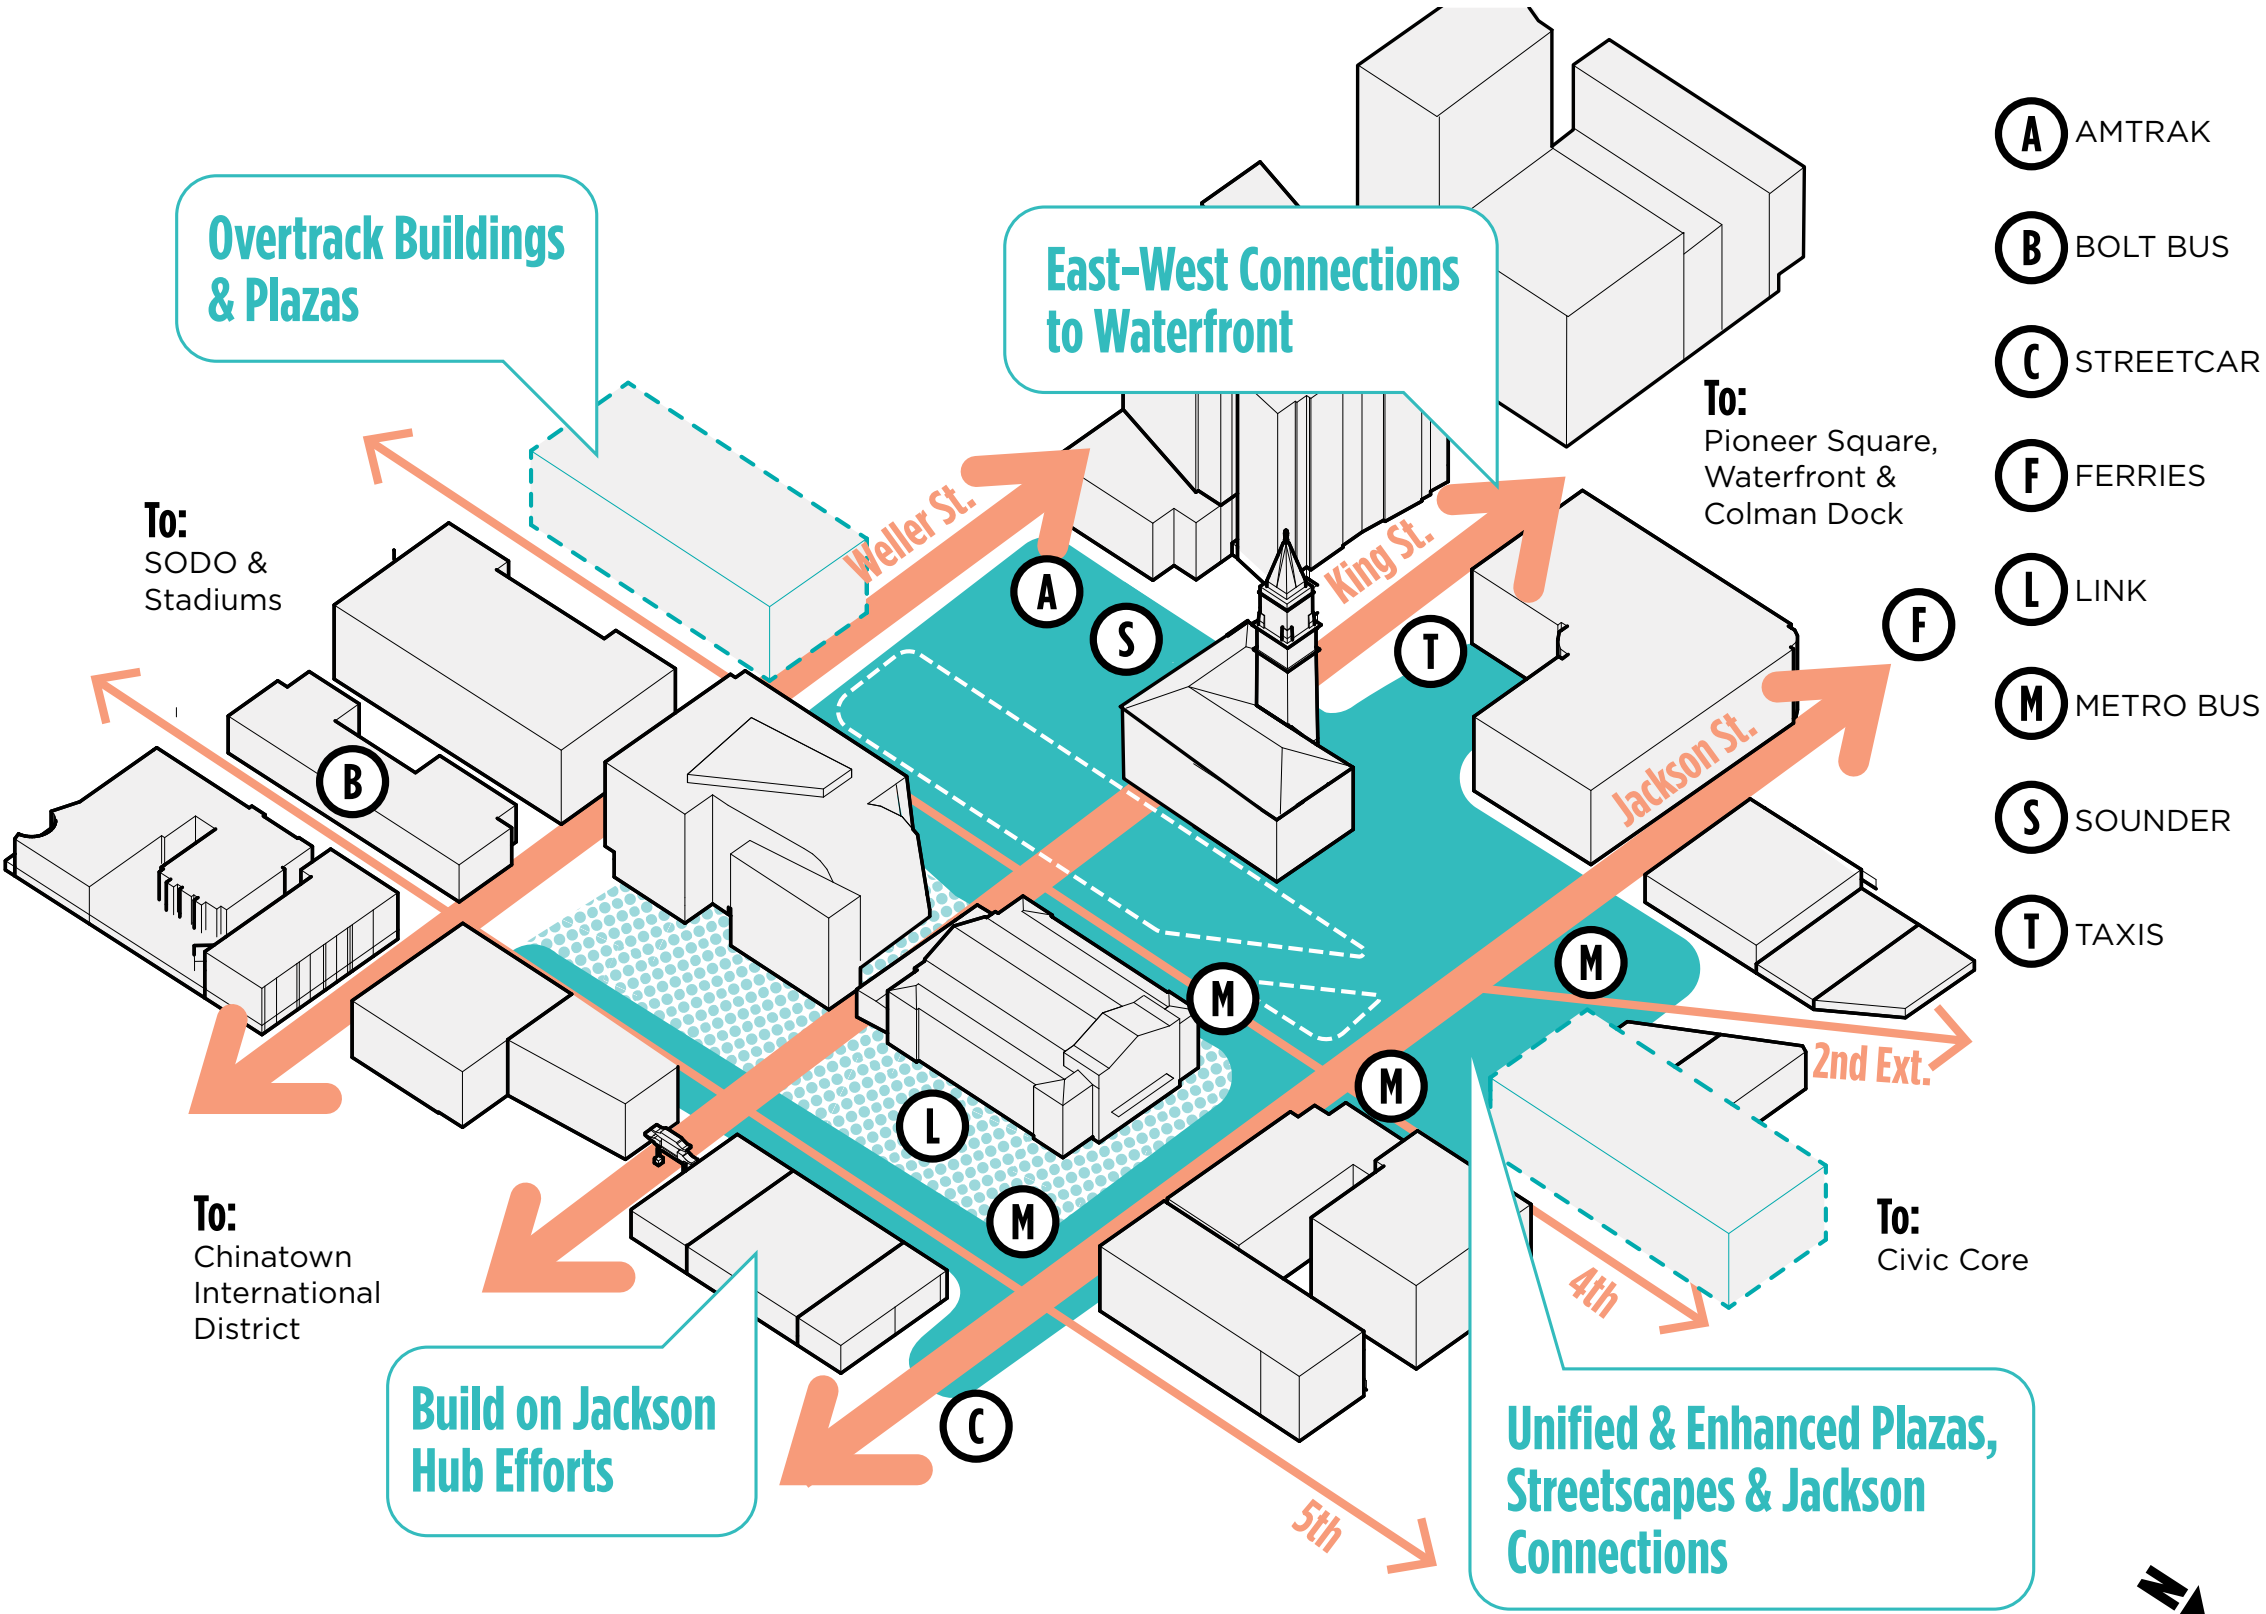 Overtrack Buildings
& Plazas
East-West Connections
to Waterfront
A AMTRAK
B BOLT BUS
C STREETCAR
F FERRIES
L LINK
M METRO BUS
S SOUNDER
T TAXIS
To:
Pioneer Square,
Waterfront &
Colman Dock
To:
SODO &
Stadiums
Weller St.
King St.
Jackson St.
A
S
T
F
B
M
M
M
L
M
C
2nd Ext.
4th
5th
To:
Chinatown
International
District
To:
Civic Core
Build on Jackson
Hub Efforts
Unified & Enhanced Plazas,
Streetscapes & Jackson
Connections
N